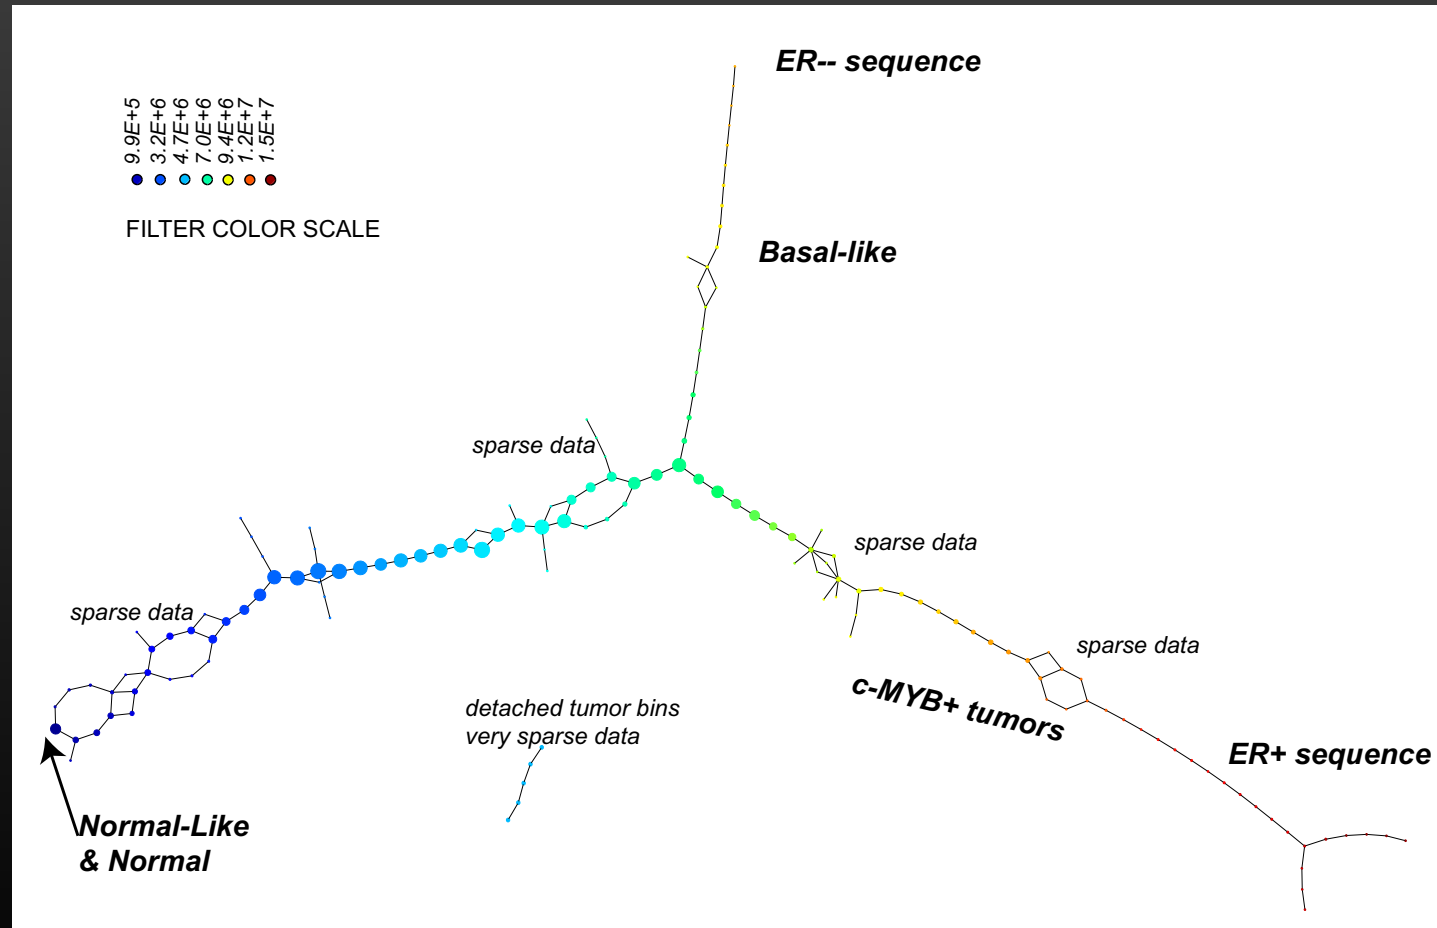 ER-- sequence
9.9E+5
3.2E+6
4.7E+6
7.0E+6
9.4E+6
1.2E+7
1.5E+7
FILTER COLOR SCALE
Basal-like
sparse data
sparse data
sparse data
sparse data
c-MYB+ tumors
detached tumor bins
very sparse data
ER+ sequence
Normal-Like
& Normal